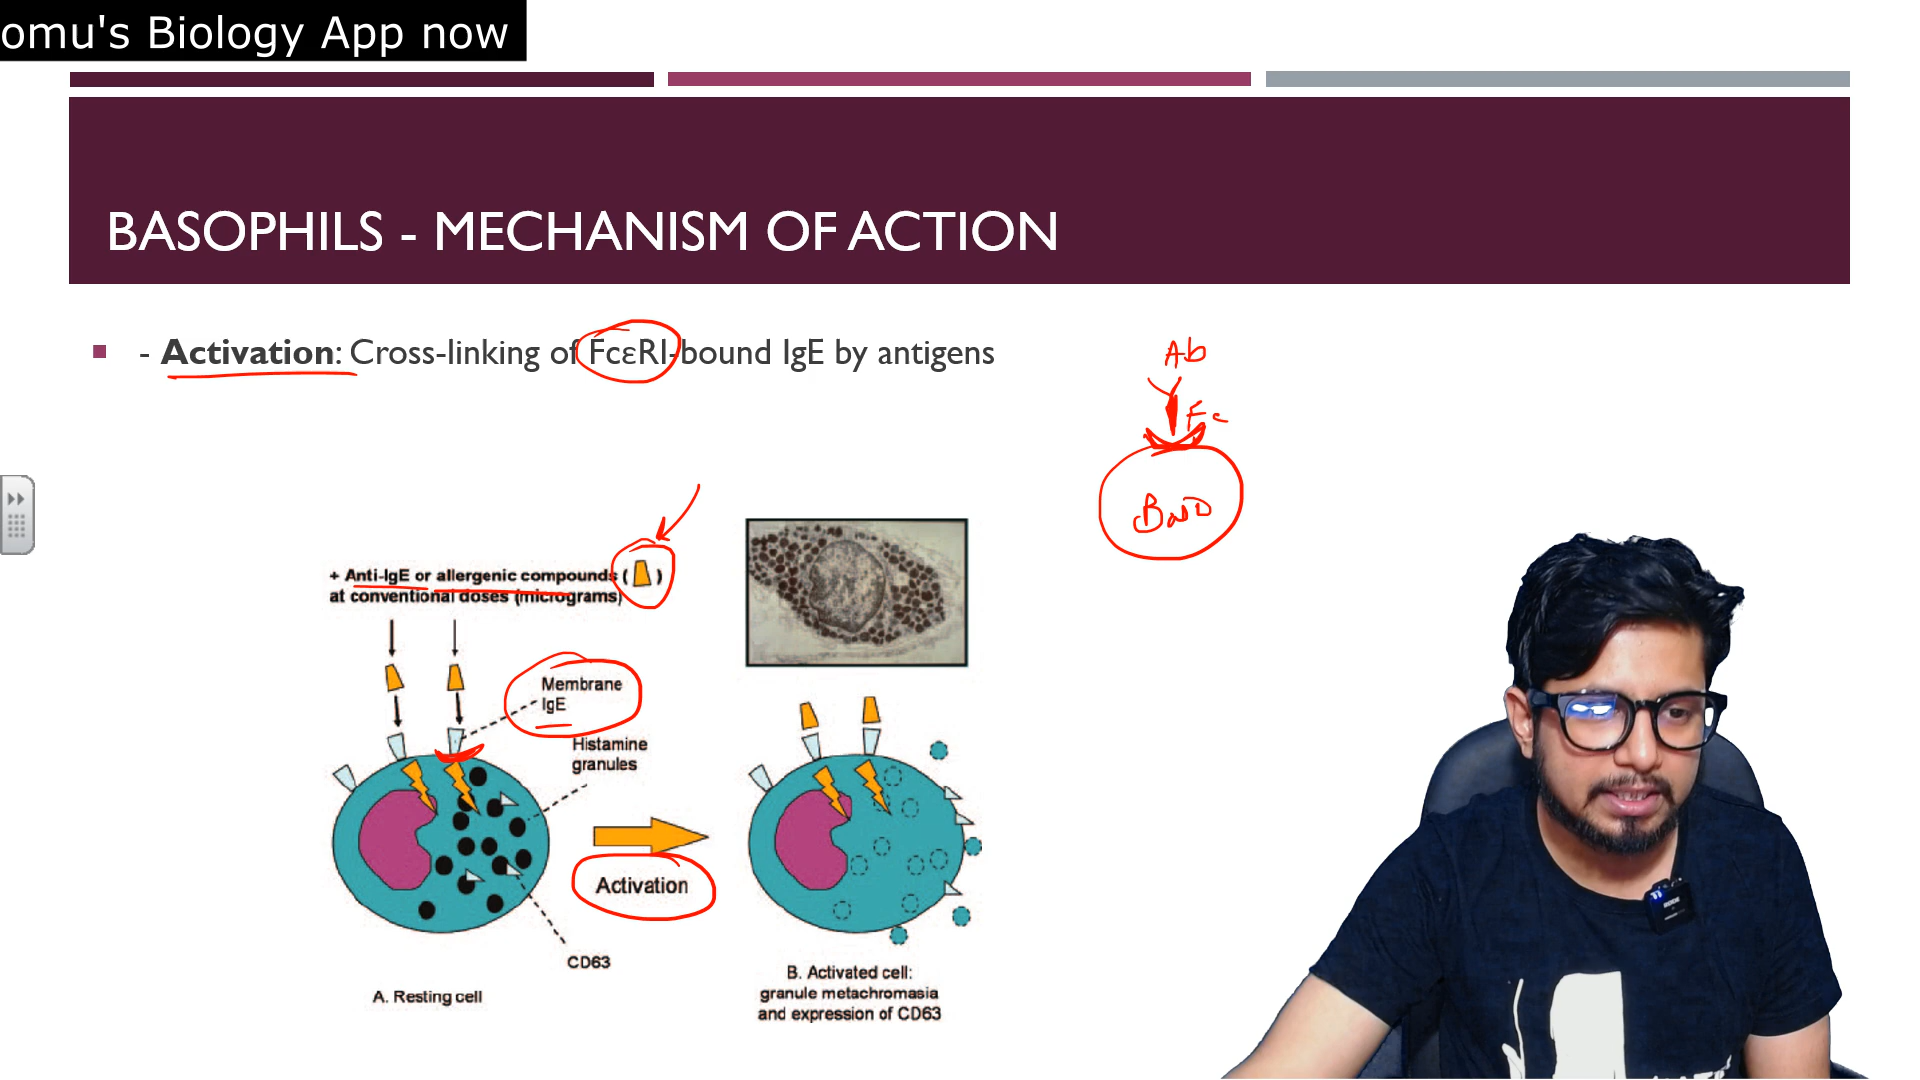 omu's Biology App now
BASOPHILS - MECHANISM OF ACTION
- Activation: Cross-linking of FcεRI-bound IgE by antigens
Ab
Fc
Baso
+ Anti-IgE or allergenic compounds ( )
at conventional doses (micrograms)
Membrane
IgE
Histamine
granules
Activation
CD63
A. Resting cell
B. Activated cell:
granule metachromasia
and expression of CD63